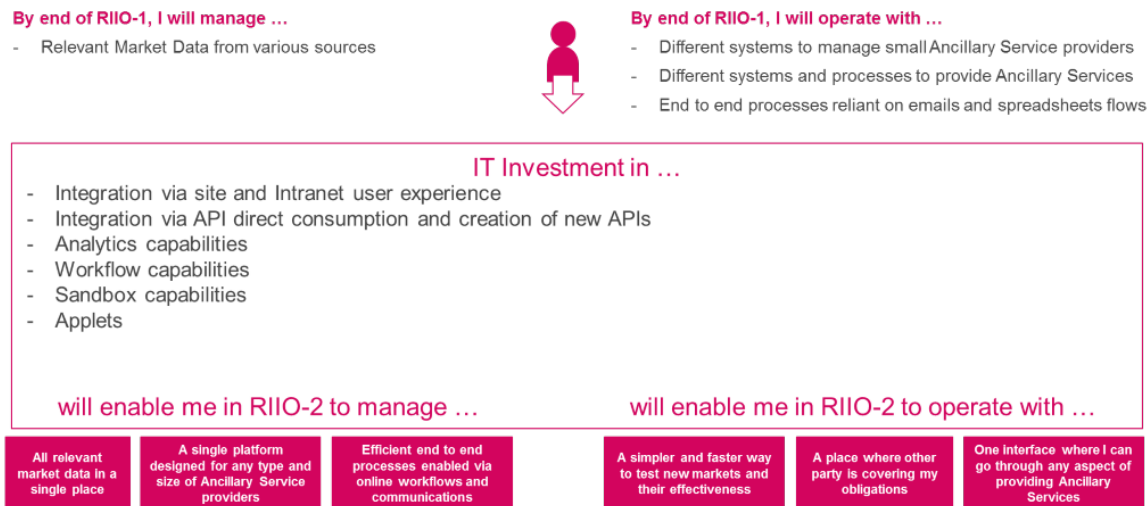 By end of RIIO-1, I will manage …
- Relevant Market Data from various sources
By end of RIIO-1, I will operate with …
- Different systems to manage small Ancillary Service providers
- Different systems and processes to provide Ancillary Services
- End to end processes reliant on emails and spreadsheets flows
IT Investment in …
- Integration via site and Intranet user experience
- Integration via API direct consumption and creation of new APIs
- Analytics capabilities
- Workflow capabilities
- Sandbox capabilities
- Applets
will enable me in RIIO-2 to manage …
will enable me in RIIO-2 to operate with …
All relevant
market data in a
single place
A single platform
designed for any type and
size of Ancillary Service
providers
Efficient end to end
processes enabled via
online workflows and
communications
A simpler and faster way
to test new markets and
their effectiveness
A place where other
party is covering my
obligations
One interface where I can
go through any aspect of
providing Ancillary
Services